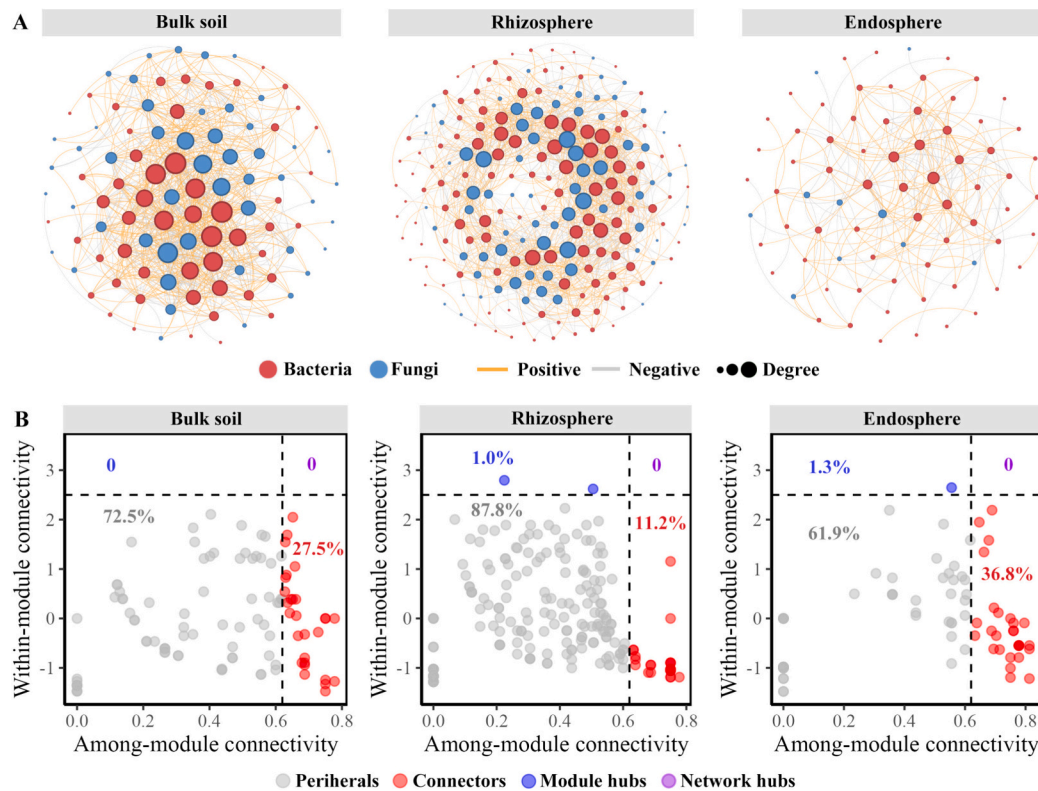 A
Bulk soil
Rhizosphere
Endosphere
Bacteria Fungi Positive Negative Degree
B
Bulk soil
Rhizosphere
Endosphere
Within-module connectivity
3
2
1
0
-1
0
0
72.5%
27.5%
0.0 0.2 0.4 0.6 0.8
Among-module connectivity
Within-module connectivity
3
2
1
0
-1
1.0%
0
87.8%
11.2%
0.0 0.2 0.4 0.6 0.8
Among-module connectivity
Within-module connectivity
3
2
1
0
-1
1.3%
0
61.9%
36.8%
0.0 0.2 0.4 0.6 0.8
Among-module connectivity
Periherals Connectors Module hubs Network hubs